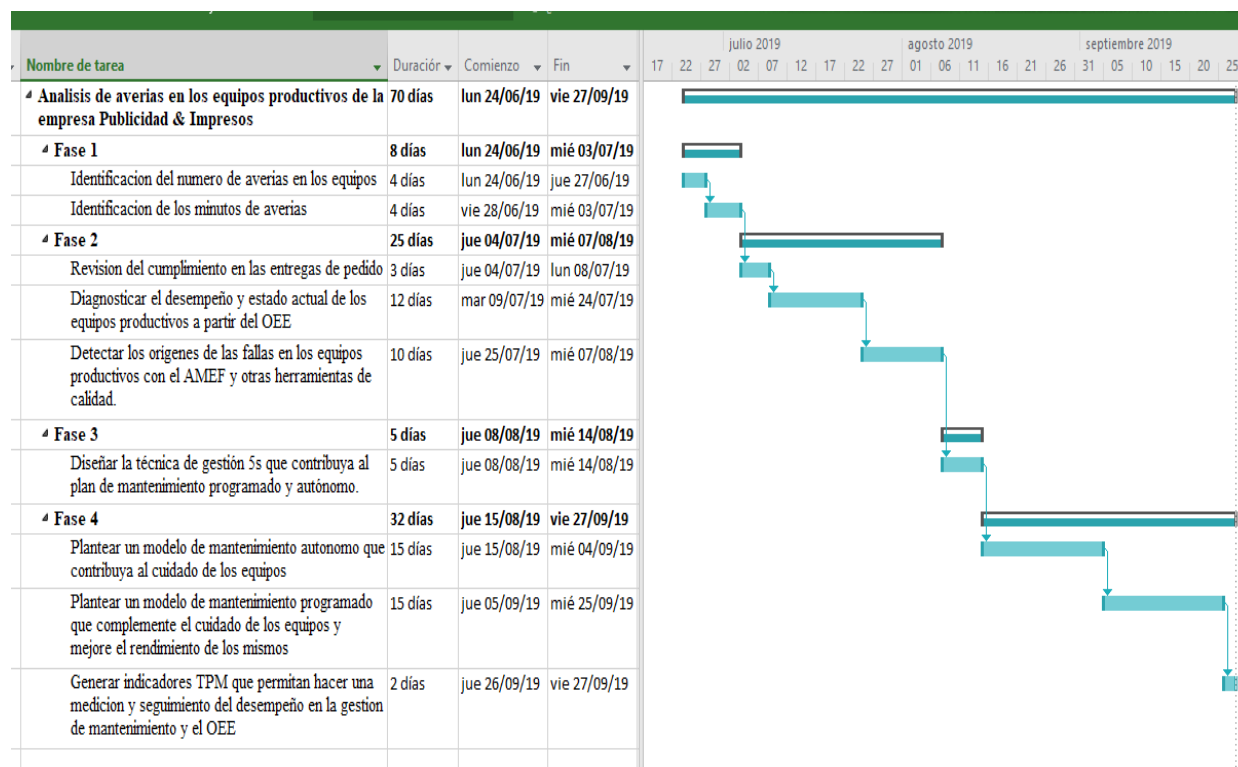 julio 2019 agosto 2019 septiembre 2019
Nombre de tarea Duraciór Comienzo Fin 17 22 27 02 07 12 17 22 27 01 06 11 16 21 26 31 05 10 15 20 25
Analisis de averias en los equipos productivos de la 70 días lun 24/06/19 vie 27/09/19
empresa Publicidad & Impresos
Fase 1 8 días lun 24/06/19 mié 03/07/19
Identificacion del numero de averias en los equipos 4 días lun 24/06/19 jue 27/06/19
Identificacion de los minutos de averias 4 días vie 28/06/19 mié 03/07/19
Fase 2 25 días jue 04/07/19 mié 07/08/19
Revision del cumplimiento en las entregas de pedido 3 días jue 04/07/19 lun 08/07/19
Diagnosticar el desempeño y estado actual de los 12 días mar 09/07/19 mié 24/07/19
equipos productivos a partir del OEE
Detectar los origenes de las fallas en los equipos 10 días jue 25/07/19 mié 07/08/19
productivos con el AMEF y otras herramientas de
calidad.
Fase 3 5 días jue 08/08/19 mié 14/08/19
Diseñar la técnica de gestión 5s que contribuya al 5 días jue 08/08/19 mié 14/08/19
plan de mantenimiento programado y autónomo.
Fase 4 32 días jue 15/08/19 vie 27/09/19
Plantear un modelo de mantenimiento autonomo que 15 días jue 15/08/19 mié 04/09/19
contribuya al cuidado de los equipos
Plantear un modelo de mantenimiento programado 15 días jue 05/09/19 mié 25/09/19
que complemente el cuidado de los equipos y
mejore el rendimiento de los mismos
Generar indicadores TPM que permitan hacer una 2 días jue 26/09/19 vie 27/09/19
medicion y seguimiento del desempeño en la gestion
de mantenimiento y el OEE